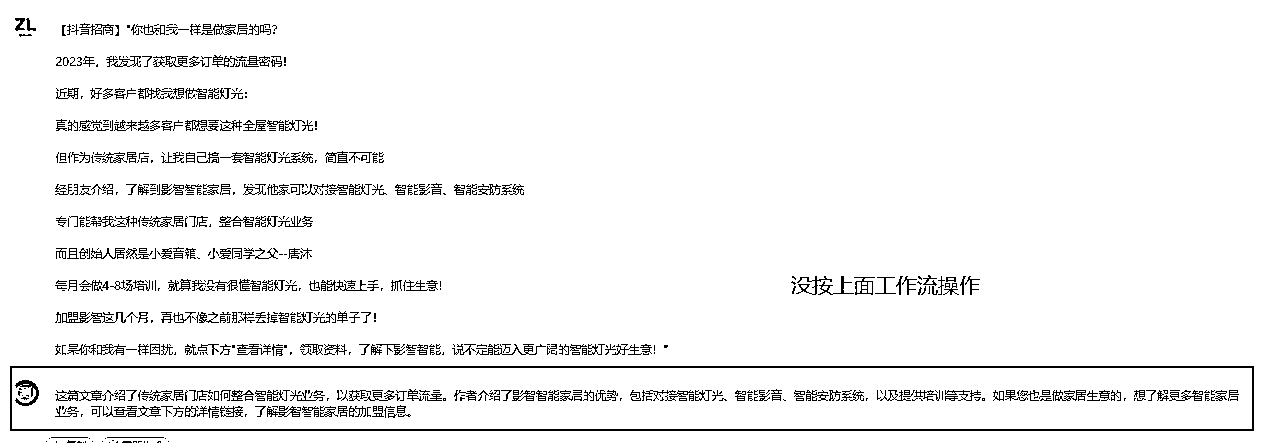 ZL
【抖音招商】"你也和我一样是做家居的吗？
2023年，我发现了获取更多订单的流量密码！
近期，好多客户都找我想做智能灯光：
真的感觉到越来越多客户都想要这种全屋智能灯光！
但作为传统家居店，让我自己搞一套智能灯光系统，简直不可能
经朋友介绍，了解到影智智能家居，发现他家可以对接智能灯光、智能影音、智能安防系统
专门能帮我这种传统家居门店，整合智能灯光业务
而且创始人居然是小爱音箱、小爱同学之父--唐沐
每月会做4-8场培训，就算我没有很懂智能灯光，也能快速上手，抓住生意！
没按上面工作流操作
加盟影智这几个月，再也不像之前那样丢掉智能灯光的单子了！
如果你和我有一样困扰，就点下方"查看详情"，领取资料，了解下影智智能，说不定能迈入更广阔的智能灯光好生意！"
这篇文章介绍了传统家居门店如何整合智能灯光业务，以获取更多订单流量。作者介绍了影智智能家居的优势，包括对接智能灯光、智能影音、智能安防系统，以及提供培训等支持。如果您也是做家居生意的，想了解更多智能家居
业务，可以查看文章下方的详情链接，了解影智智能家居的加盟信息。